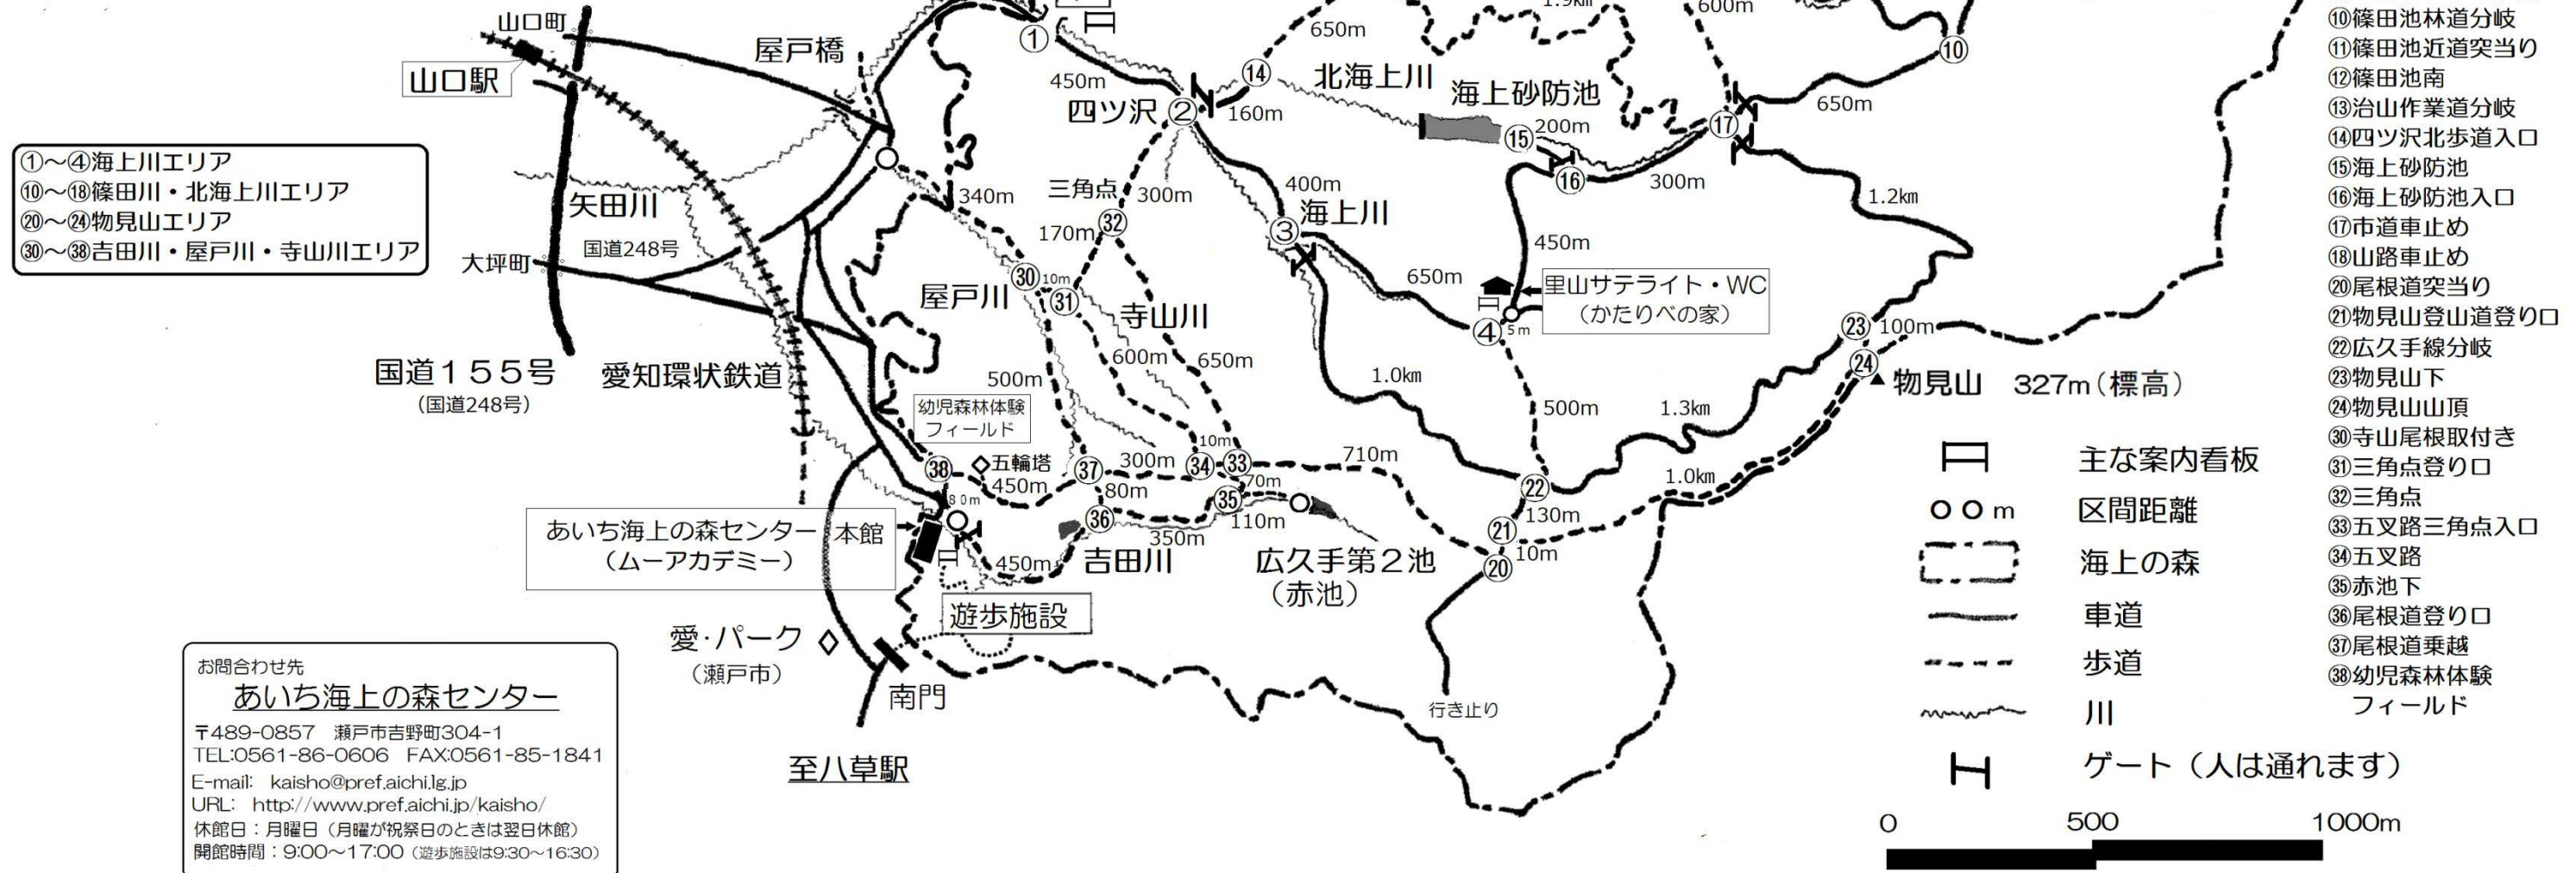 山口町
山口駅
屋戸橋
①
450m
四ツ沢
②
⑭
160m
650m
1.9km
600m
北海上川
海上砂防池
⑮
200m
⑯
300m
⑰
650m
⑩
1.2km
①～④海上川エリア
⑩～⑱篠田川・北海上川エリア
⑳～㉔物見山エリア
㉚～㊳吉田川・屋戸川・寺山川エリア
矢田川
国道248号
大坪町
国道155号
(国道248号)
愛知環状鉄道
340m
三角点
㉜
300m
170m
㉚
10m
㉛
屋戸川
寺山川
400m
③
海上川
650m
④
5m
450m
里山サテライト・WC
(かたりべの家)
600m
650m
500m
1.0km
500m
1.3km
㉓
100m
㉔
物見山 327m(標高)
幼児森林体験
フィールド
㊳
五輪塔
450m
80m
㊲
300m
㉞
10m
㉝
710m
80m
㉟
70m
110m
㊱
350m
㉒
130m
㉑
10m
⑳
1.0km
あいち海上の森センター 本館
(ムーアカデミー)
450m
吉田川
広久手第2池
(赤池)
遊歩施設
愛・パーク
(瀬戸市)
南門
行き止り
至八草駅
お問合わせ先
あいち海上の森センター
〒489-0857 瀬戸市吉野町304-1
TEL:0561-86-0606 FAX:0561-85-1841
E-mail: kaisho@pref.aichi.lg.jp
URL: http://www.pref.aichi.jp/kaisho/
休館日：月曜日（月曜が祝祭日のときは翌日休館）
開館時間：9:00～17:00（遊歩施設は9:30～16:30）
主な案内看板
○○m 区間距離
海上の森
車道
歩道
川
ゲート（人は通れます）
0 500 1000m
⑩篠田池林道分岐
⑪篠田池近道突当り
⑫篠田池南
⑬治山作業道分岐
⑭四ツ沢北歩道入口
⑮海上砂防池
⑯海上砂防池入口
⑰市道車止め
⑱山路車止め
⑳尾根道突当り
㉑物見山登山道登り口
㉒広久手線分岐
㉓物見山下
㉔物見山山頂
㉚寺山尾根取付き
㉛三角点登り口
㉜三角点
㉝五叉路三角点入口
㉞五叉路
㉟赤池下
㊱尾根道登り口
㊲尾根道乗越
㊳幼児森林体験
フィールド